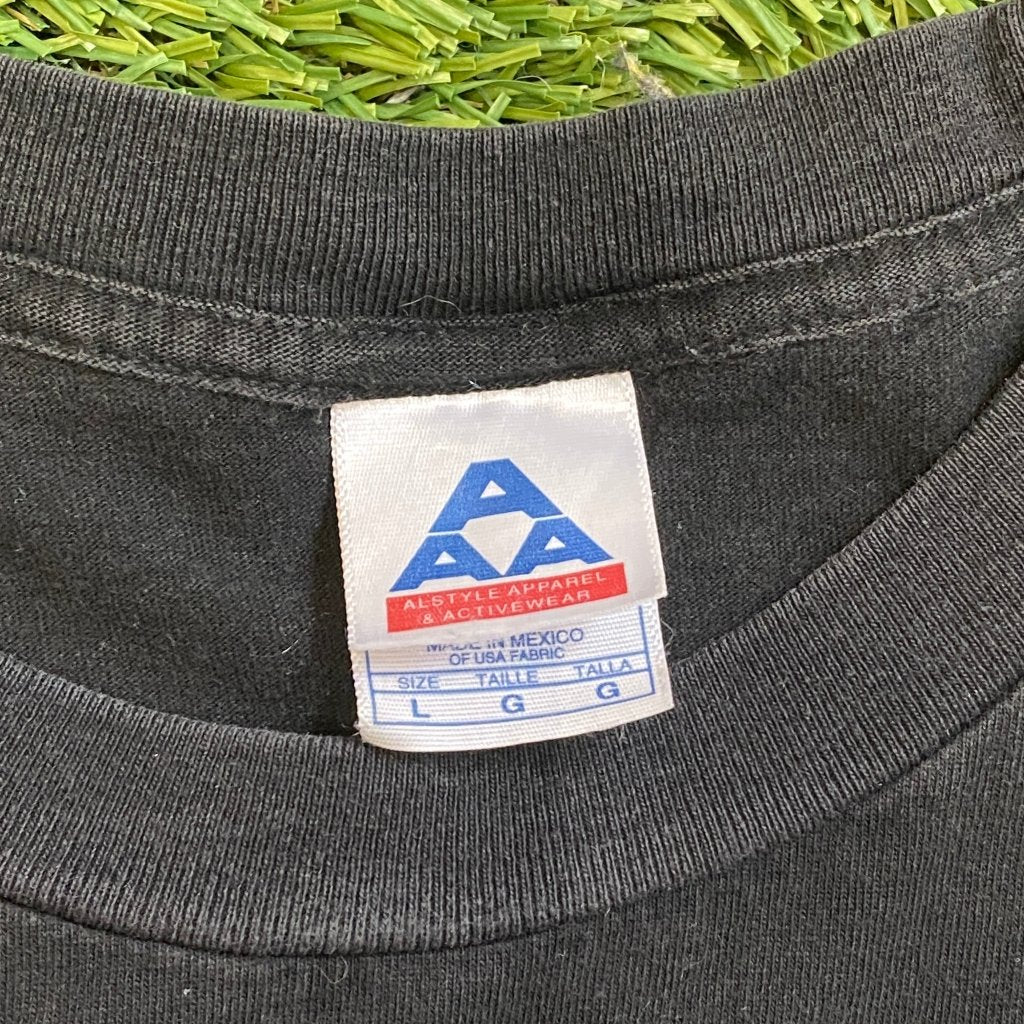 A
A A
ALSTYLE APPAREL
& ACTIVEWEAR
MADE IN MEXICO
OF USA FABRIC
SIZE TAILLE TALLA
L G G